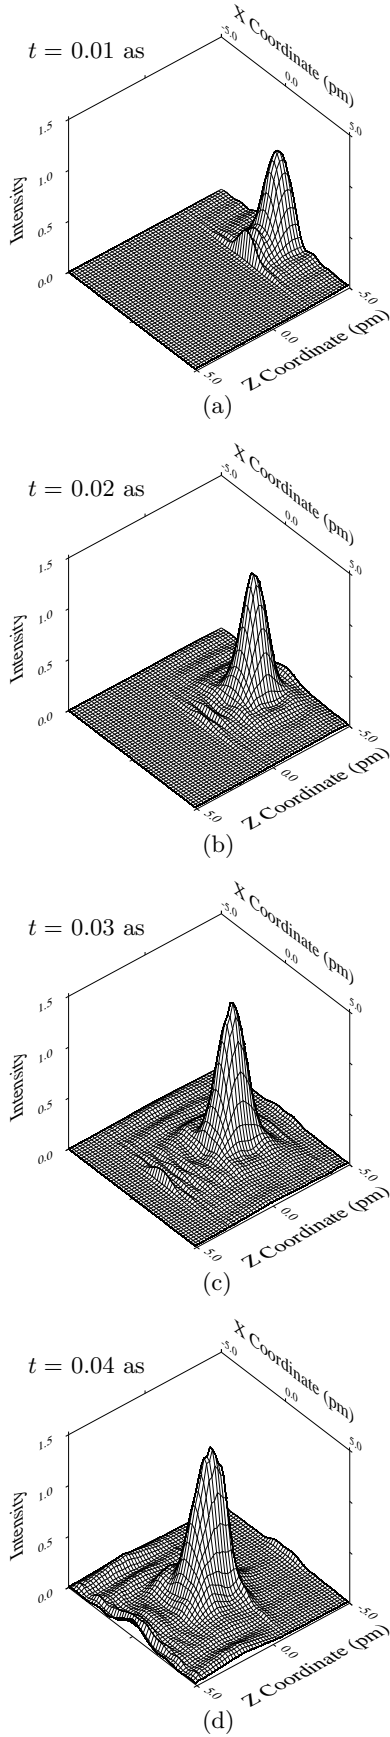 t = 0.01 as
X Coordinate (pm)
-5.0
0.0
5.0
1.5
1.0
0.5
0.0
Intensity
-5.0
0.0
5.0
Z Coordinate (pm)
(a)
t = 0.02 as
X Coordinate (pm)
-5.0
0.0
5.0
1.5
1.0
0.5
0.0
Intensity
-5.0
0.0
5.0
Z Coordinate (pm)
(b)
t = 0.03 as
X Coordinate (pm)
-5.0
0.0
5.0
1.5
1.0
0.5
0.0
Intensity
-5.0
0.0
5.0
Z Coordinate (pm)
(c)
t = 0.04 as
X Coordinate (pm)
-5.0
0.0
5.0
1.5
1.0
0.5
0.0
Intensity
-5.0
0.0
5.0
Z Coordinate (pm)
(d)